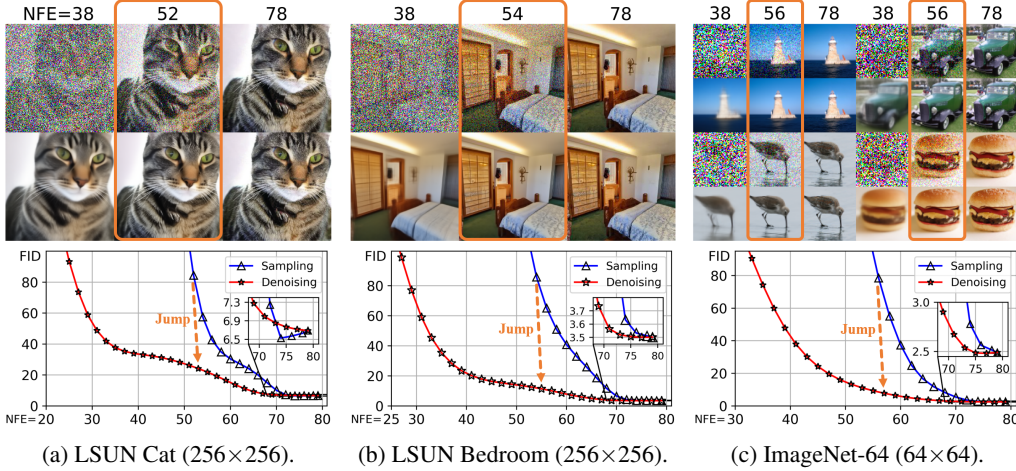 NFE=38 52 78
38 54 78
38 56 78 38 56 78
FID
80
60
40
20
0
NFE= 20 30 40 50 60 70 80
Sampling
Denoising
Jump
7.3
6.9
6.5
70 75 80
(a) LSUN Cat (256×256).
FID
80
60
40
20
0
NFE= 25 31 40 50 60 70 80
Sampling
Denoising
Jump
3.7
3.6
3.5
70 75 80
(b) LSUN Bedroom (256×256).
FID
80
60
40
20
0
NFE= 30 40 50 60 70 80
Sampling
Denoising
Jump
3.0
2.5
70 75 80
(c) ImageNet-64 (64×64).